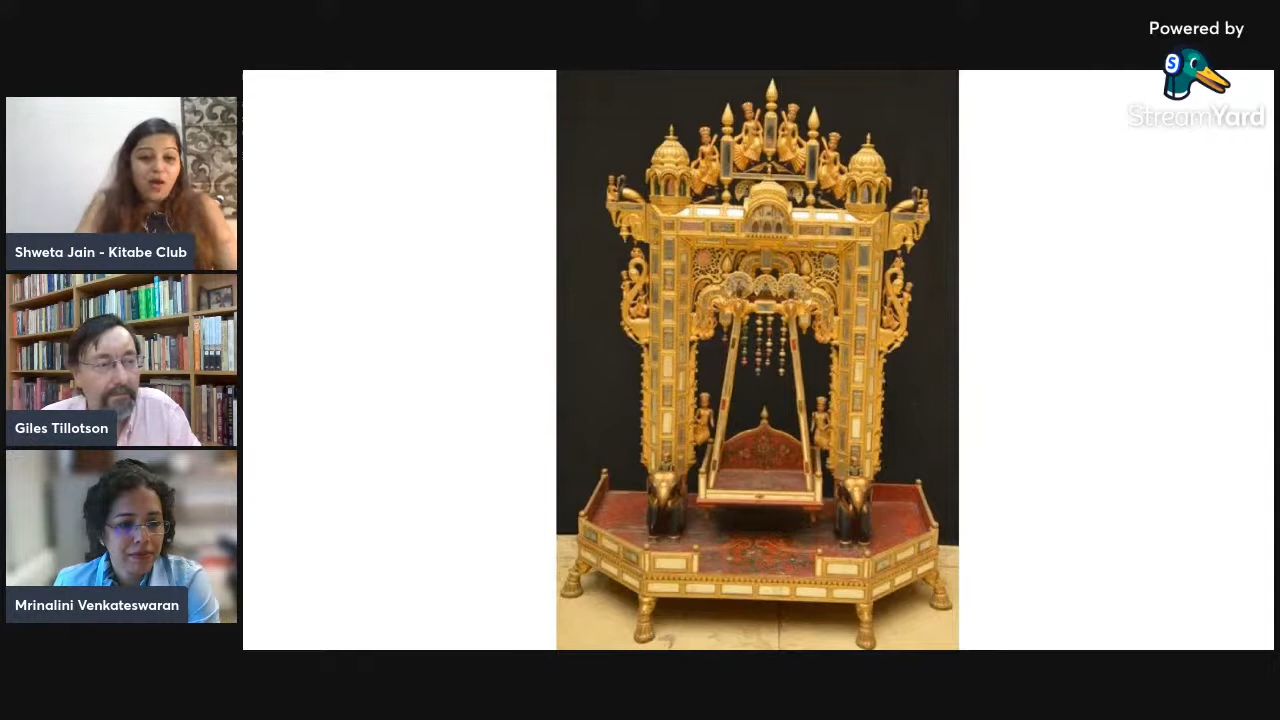 Powered by
S
StreamYard
Shweta Jain - Kitabe Club
Giles Tillotson
Mrinalini Venkateswaran